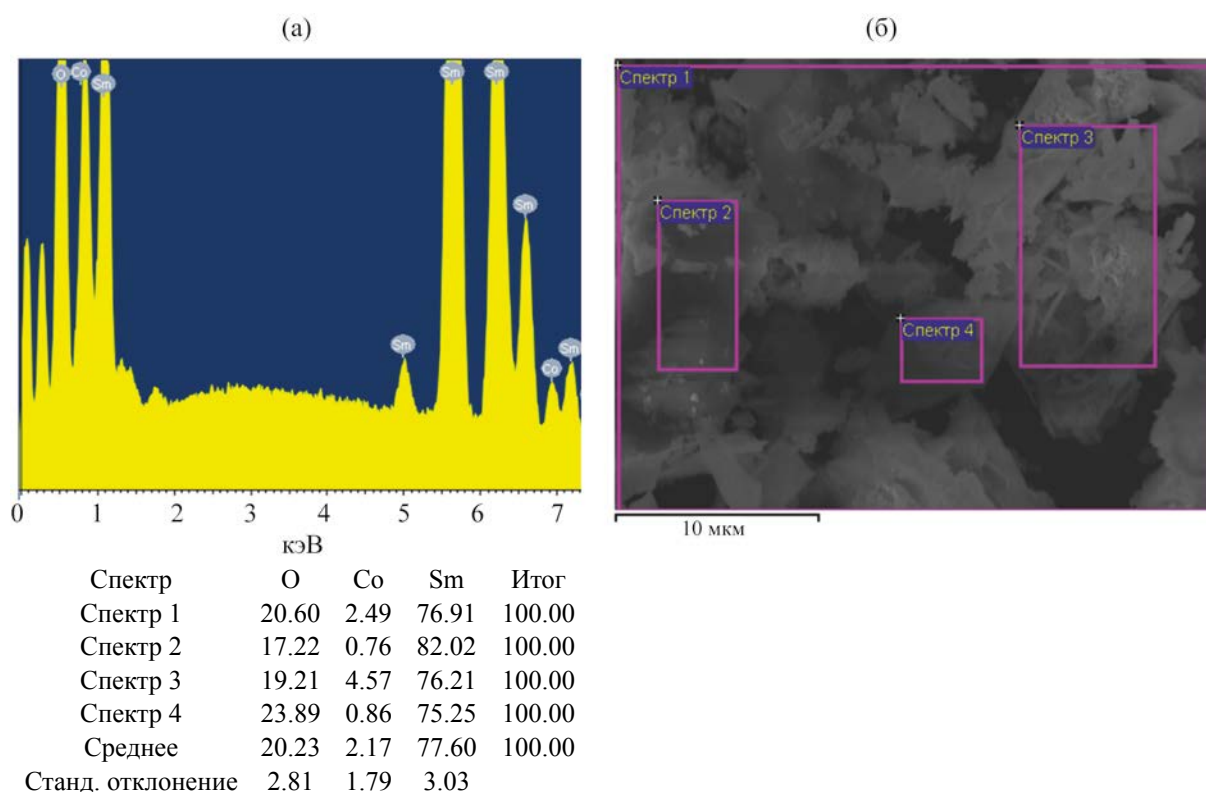 (а)
(б)
O Co Sm Sm Sm Sm Sm Co Sm
0 1 2 3 4 5 6 7
кэВ
Спектр 1
Спектр 2
Спектр 3
Спектр 4
10 мкм
Спектр O Co Sm Итог
Спектр 1 20.60 2.49 76.91 100.00
Спектр 2 17.22 0.76 82.02 100.00
Спектр 3 19.21 4.57 76.21 100.00
Спектр 4 23.89 0.86 75.25 100.00
Среднее 20.23 2.17 77.60 100.00
Станд. отклонение 2.81 1.79 3.03